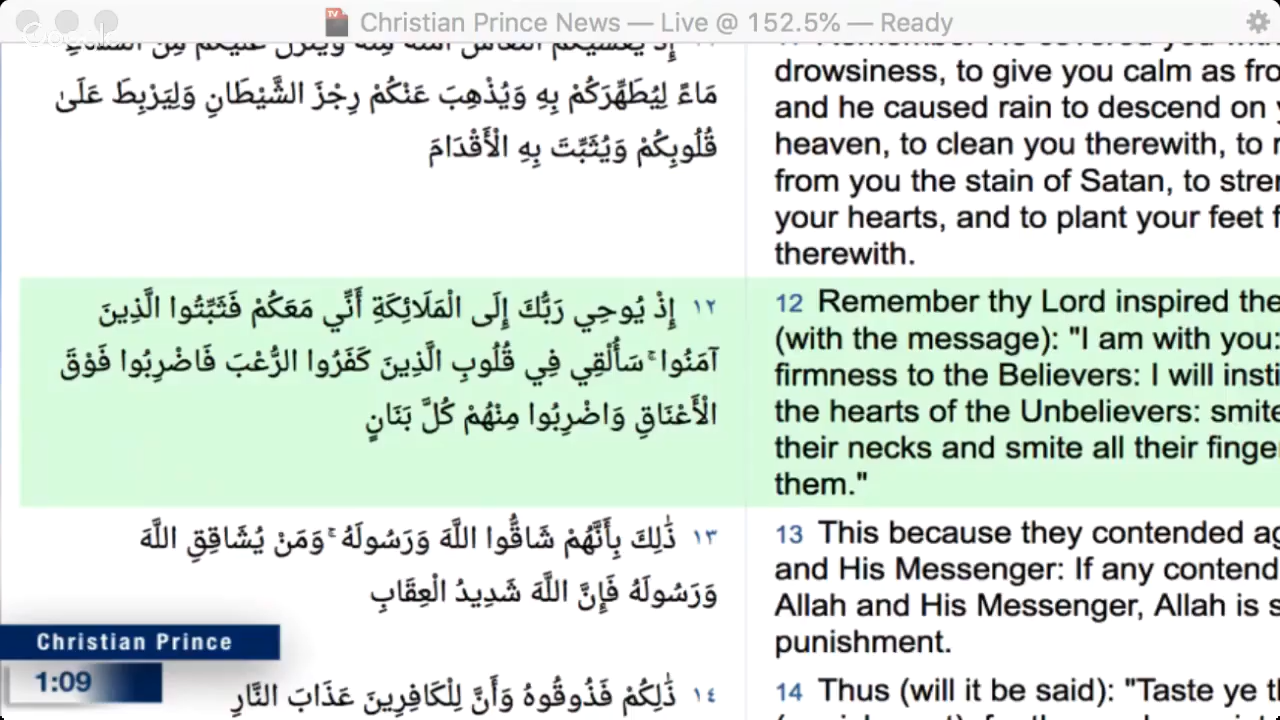 Christian Prince News — Live @ 152.5% — Ready
مَاءً لِيُطَهِّرَكُمْ بِهِ وَيُذْهِبَ عَنْكُمْ رِجْزَ الشَّيْطَانِ وَلِيَرْبِطَ عَلَىٰ
قُلُوبِكُمْ وَيُثَبِّتَ بِهِ الْأَقْدَامَ
١٢ إِذْ يُوحِي رَبُّكَ إِلَى الْمَلَائِكَةِ أَنِّي مَعَكُمْ فَثَبِّتُوا الَّذِينَ
آمَنُوا ۚ سَأُلْقِي فِي قُلُوبِ الَّذِينَ كَفَرُوا الرُّعْبَ فَاضْرِبُوا فَوْقَ
الْأَعْنَاقِ وَاضْرِبُوا مِنْهُمْ كُلَّ بَنَانٍ
١٣ ذَٰلِكَ بِأَنَّهُمْ شَاقُّوا اللَّهَ وَرَسُولَهُ ۚ وَمَنْ يُشَاقِقِ اللَّهَ
وَرَسُولَهُ فَإِنَّ اللَّهَ شَدِيدُ الْعِقَابِ
١٤ ذَٰلِكُمْ فَذُوقُوهُ وَأَنَّ لِلْكَافِرِينَ عَذَابَ النَّارِ
drowsiness, to give you calm as fro
and he caused rain to descend on
heaven, to clean you therewith, to
from you the stain of Satan, to stre
your hearts, and to plant your feet
therewith.
12 Remember thy Lord inspired the
(with the message): "I am with you:
firmness to the Believers: I will insti
the hearts of the Unbelievers: smite
their necks and smite all their finge
them."
13 This because they contended ag
and His Messenger: If any contend
Allah and His Messenger, Allah is s
punishment.
14 Thus (will it be said): "Taste ye th
Christian Prince
1:09